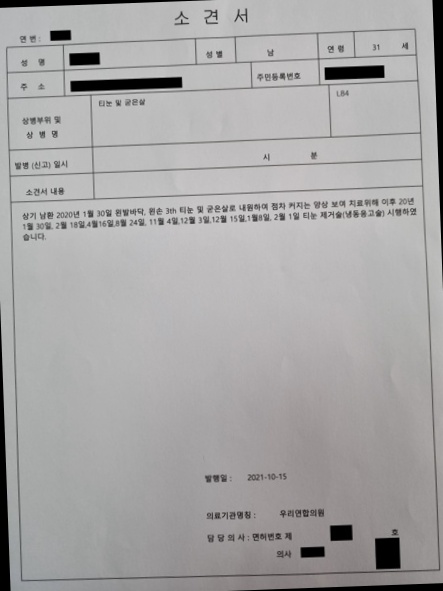 소 견 서
연 번 :
성 명 성 별 남 연 령 31 세
주 소 주민등록번호
상병부위 및 상 병 명 티눈 및 굳은살 L84
발병 (신고) 일시 시 분
소견서 내용
상기 남환 2020년 1월 30일 왼발바닥, 왼손 3th 티눈 및 굳은살로 내원하여 점차 커지는 양상 보여 치료위해 이후 20년
1월 30일, 2월 18일,4월16일,8월 24일, 11월 4일,12월 3일,12월 15일,1월8일, 2월 1일 티눈 제거술(냉동응고술) 시행하였
습니다.
발행일 : 2021-10-15
의료기관명칭 : 우리연합의원
담 당 의 사 : 면허번호 제 호
의사